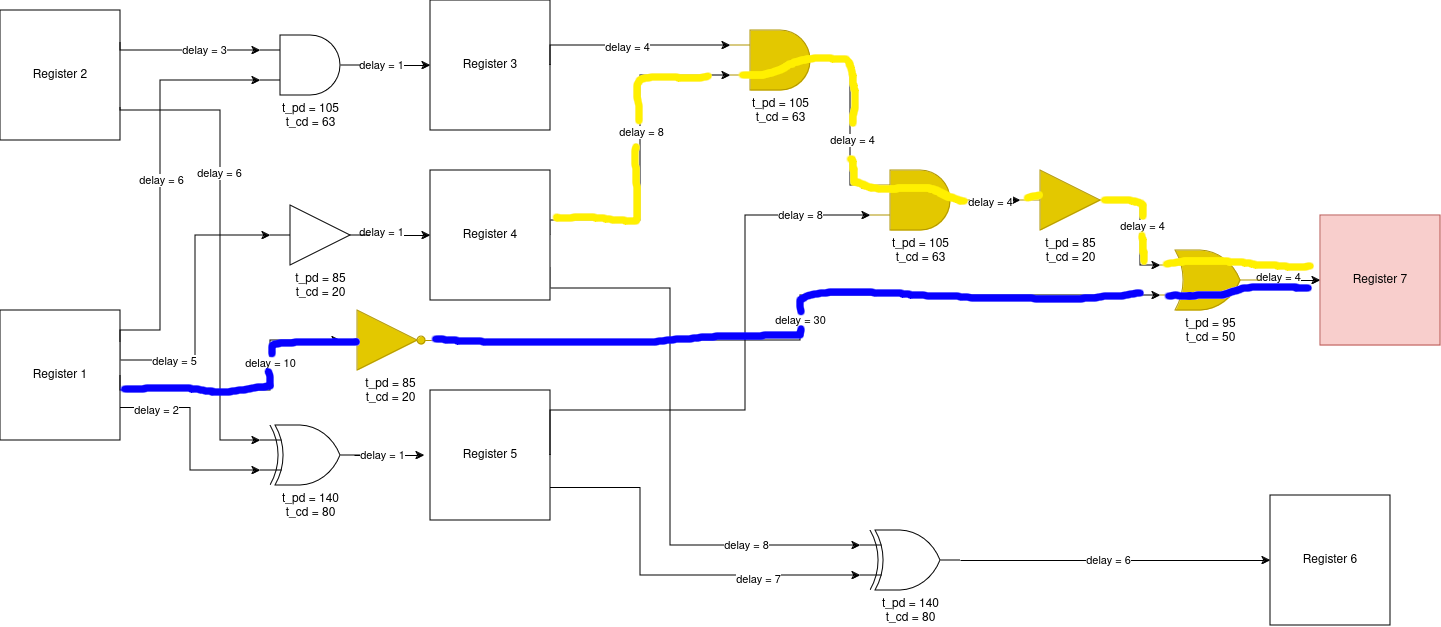 Register 2
delay = 3
delay = 1
t_pd = 105
t_cd = 63
Register 3
delay = 4
t_pd = 105
t_cd = 63
delay = 8
delay = 4
delay = 6
delay = 6
Register 4
delay = 1
t_pd = 85
t_cd = 20
delay = 8
t_pd = 105
t_cd = 63
delay = 4
t_pd = 85
t_cd = 20
delay = 4
delay = 4
Register 7
t_pd = 95
t_cd = 50
Register 1
delay = 5
delay = 10
delay = 30
t_pd = 85
t_cd = 20
delay = 2
delay = 1
t_pd = 140
t_cd = 80
Register 5
delay = 8
delay = 7
t_pd = 140
t_cd = 80
delay = 6
Register 6